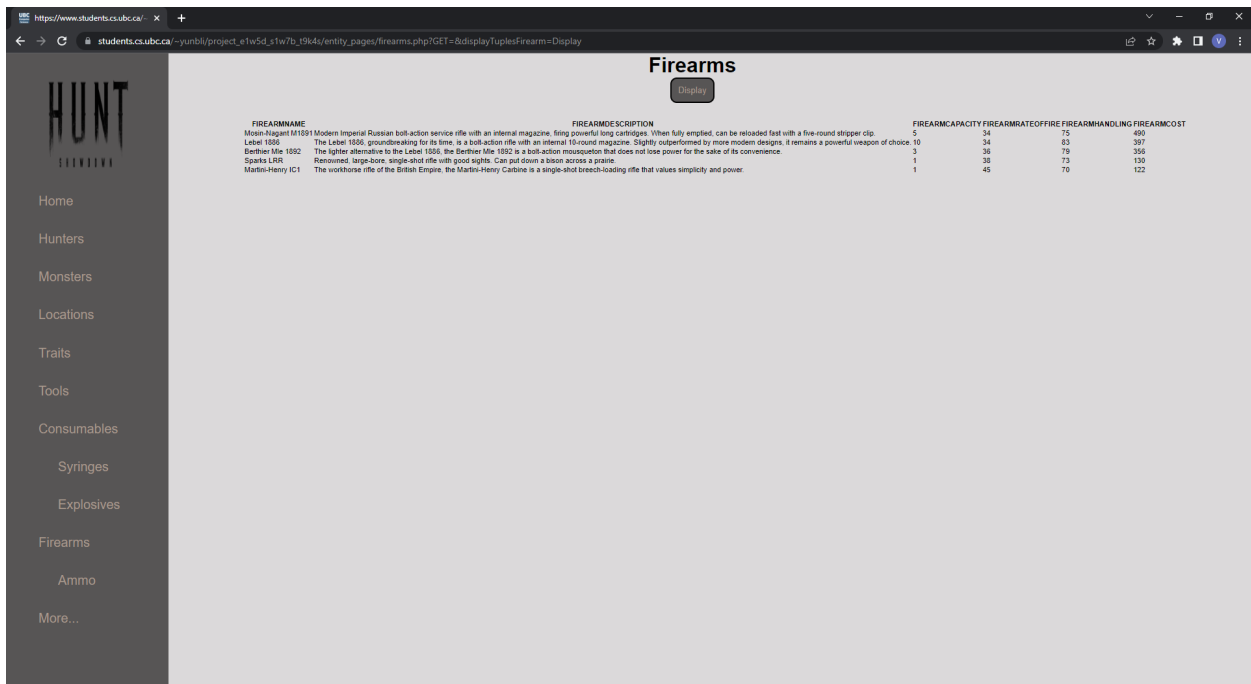 https://www.students.cs.ubc.ca/~
students.cs.ubc.ca/~yunbli/project_e1w5d_s1w7b_t9k4s/entity_pages/firearms.php?GET=&displayTuplesFirearm=Display
V
HUNT
SHOWDOWN
Home
Hunters
Monsters
Locations
Traits
Tools
Consumables
Syringes
Explosives
Firearms
Ammo
More...
Firearms
Display
FIREARMNAME FIREARMDESCRIPTION FIREARMCAPACITY FIREARMRATEOFFIRE FIREARMHANDLING FIREARMCOST
Mosin-Nagant M1891 Modern Imperial Russian bolt-action service rifle with an internal magazine, firing powerful long cartridges. When fully emptied, can be reloaded fast with a five-round stripper clip. 5 34 75 490
Lebel 1886 The Lebel 1886, groundbreaking for its time, is a bolt-action rifle with an internal 10-round magazine. Slightly outperformed by more modern designs, it remains a powerful weapon of choice. 10 34 83 397
Berthier Mle 1892 The lighter alternative to the Lebel 1886, the Berthier Mle 1892 is a bolt-action mousqueton that does not lose power for the sake of its convenience. 3 36 79 356
Sparks LRR Renowned, large-bore, single-shot rifle with good sights. Can put down a bison across a prairie. 1 38 73 130
Martini-Henry IC1 The workhorse rifle of the British Empire, the Martini-Henry Carbine is a single-shot breech-loading rifle that values simplicity and power. 1 45 70 122